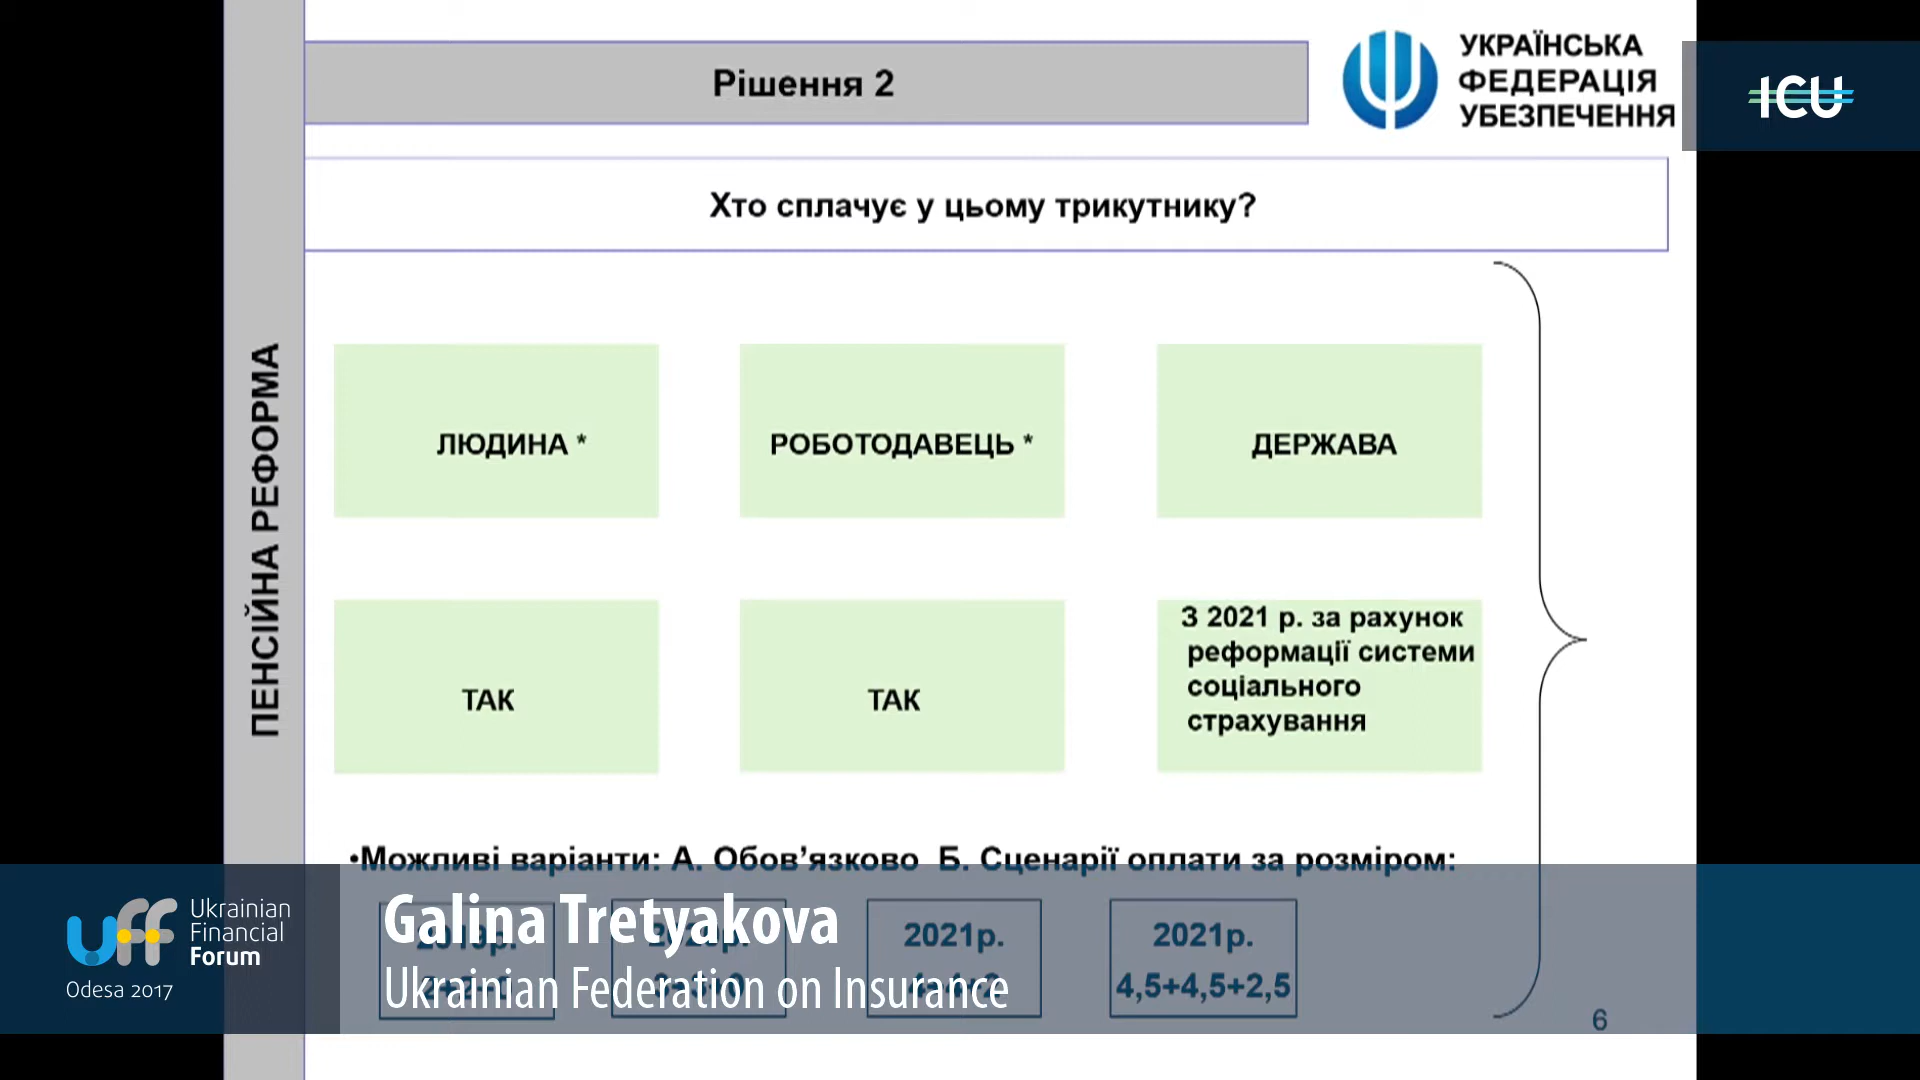 Рішення 2
УКРАЇНСЬКА
ФЕДЕРАЦІЯ
УБЕЗПЕЧЕННЯ
ICU
Хто сплачує у цьому трикутнику?
ПЕНСІЙНА РЕФОРМА
ЛЮДИНА *
РОБОТОДАВЕЦЬ *
ДЕРЖАВА
ТАК
ТАК
З 2021 р. за рахунок
реформації системи
соціального
страхування
•Можливі варіанти: А. Обов’язково Б. Сценарії оплати за розміром:
2021р.
2021р.
4,5+4,5+2,5
6
uff
Ukrainian
Financial
Forum
Odesa 2017
Galina Tretyakova
Ukrainian Federation on Insurance